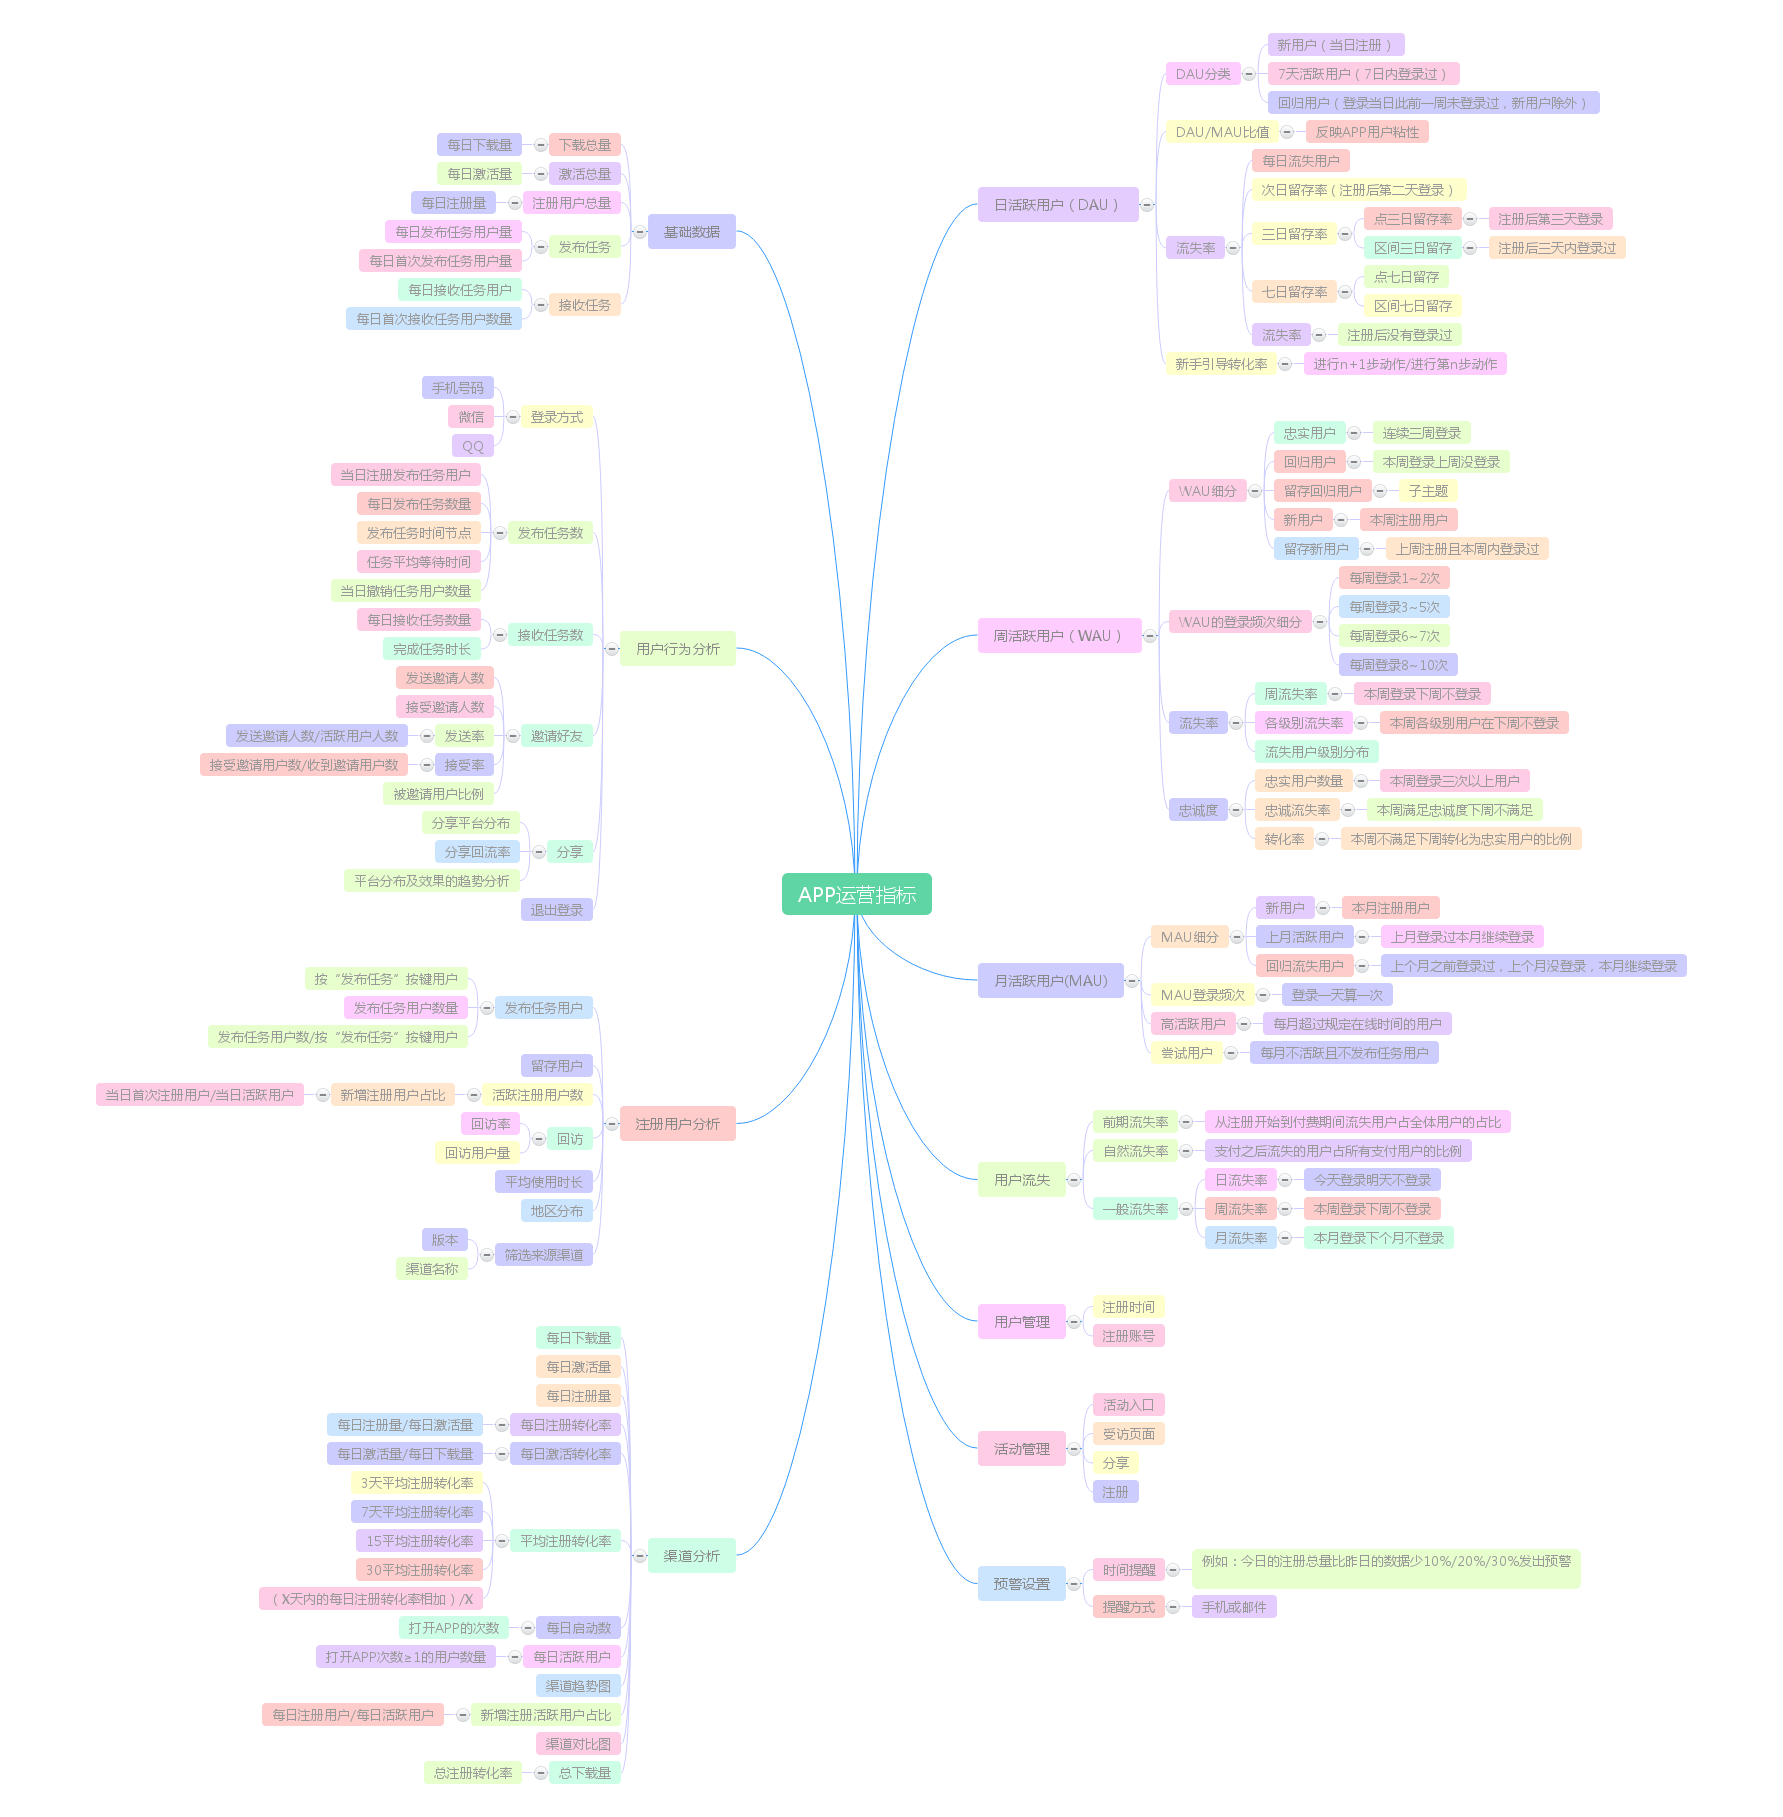 APP运营指标
基础数据
下载总量
每日下载量
激活总量
每日激活量
注册用户总量
每日注册量
发布任务
每日发布任务用户量
每日首次发布任务用户量
接收任务
每日接收任务用户
每日首次接收任务用户数量
用户行为分析
登录方式
手机号码
微信
QQ
发布任务数
当日注册发布任务用户
每日发布任务数量
发布任务时间节点
任务平均等待时间
当日撤销任务用户数量
接收任务数
每日接收任务数量
完成任务时长
邀请好友
发送邀请人数
接受邀请人数
发送率
发送邀请人数/活跃用户人数
接受率
接受邀请用户数/收到邀请用户数
被邀请用户比例
分享
分享平台分布
分享回流率
平台分布及效果的趋势分析
退出登录
注册用户分析
发布任务用户
按“发布任务”按键用户
发布任务用户数量
发布任务用户数/按“发布任务”按键用户
留存用户
活跃注册用户数
新增注册用户占比
当日首次注册用户/当日活跃用户
回访
回访率
回访用户量
平均使用时长
地区分布
筛选来源渠道
版本
渠道名称
渠道分析
每日下载量
每日激活量
每日注册量
每日注册转化率
每日注册量/每日激活量
每日激活转化率
每日激活量/每日下载量
平均注册转化率
3天平均注册转化率
7天平均注册转化率
15平均注册转化率
30平均注册转化率
（X天内的每日注册转化率相加）/X
每日启动数
打开APP的次数
每日活跃用户
打开APP次数≥1的用户数量
渠道趋势图
新增注册活跃用户占比
每日注册用户/每日活跃用户
渠道对比图
总下载量
总注册转化率
日活跃用户（DAU）
DAU分类
新用户（当日注册）
7天活跃用户（7日内登录过）
回归用户（登录当日此前一周未登录过，新用户除外）
DAU/MAU比值
反映APP用户粘性
流失率
每日流失用户
次日留存率（注册后第二天登录）
三日留存率
点三日留存率
注册后第三天登录
区间三日留存
注册后三天内登录过
七日留存率
点七日留存
区间七日留存
流失率
注册后没有登录过
新手引导转化率
进行n+1步动作/进行第n步动作
周活跃用户（WAU）
WAU细分
忠实用户
连续三周登录
回归用户
本周登录上周没登录
留存回归用户
子主题
新用户
本周注册用户
留存新用户
上周注册且本周内登录过
WAU的登录频次细分
每周登录1~2次
每周登录3~5次
每周登录6~7次
每周登录8~10次
流失率
周流失率
本周登录下周不登录
各级别流失率
本周各级别用户在下周不登录
流失用户级别分布
忠诚度
忠实用户数量
本周登录三次以上用户
忠诚流失率
本周满足忠诚度下周不满足
转化率
本周不满足下周转化为忠实用户的比例
月活跃用户(MAU)
MAU细分
新用户
本月注册用户
上月活跃用户
上月登录过本月继续登录
回归流失用户
上个月之前登录过，上个月没登录，本月继续登录
MAU登录频次
登录一天算一次
高活跃用户
每月超过规定在线时间的用户
尝试用户
每月不活跃且不发布任务用户
用户流失
前期流失率
从注册开始到付费期间流失用户占全体用户的占比
自然流失率
支付之后流失的用户占所有支付用户的比例
一般流失率
日流失率
今天登录明天不登录
周流失率
本周登录下周不登录
月流失率
本月登录下个月不登录
用户管理
注册时间
注册账号
活动管理
活动入口
受访页面
分享
注册
预警设置
时间提醒
例如：今日的注册总量比昨日的数据少10%/20%/30%发出预警
提醒方式
手机或邮件